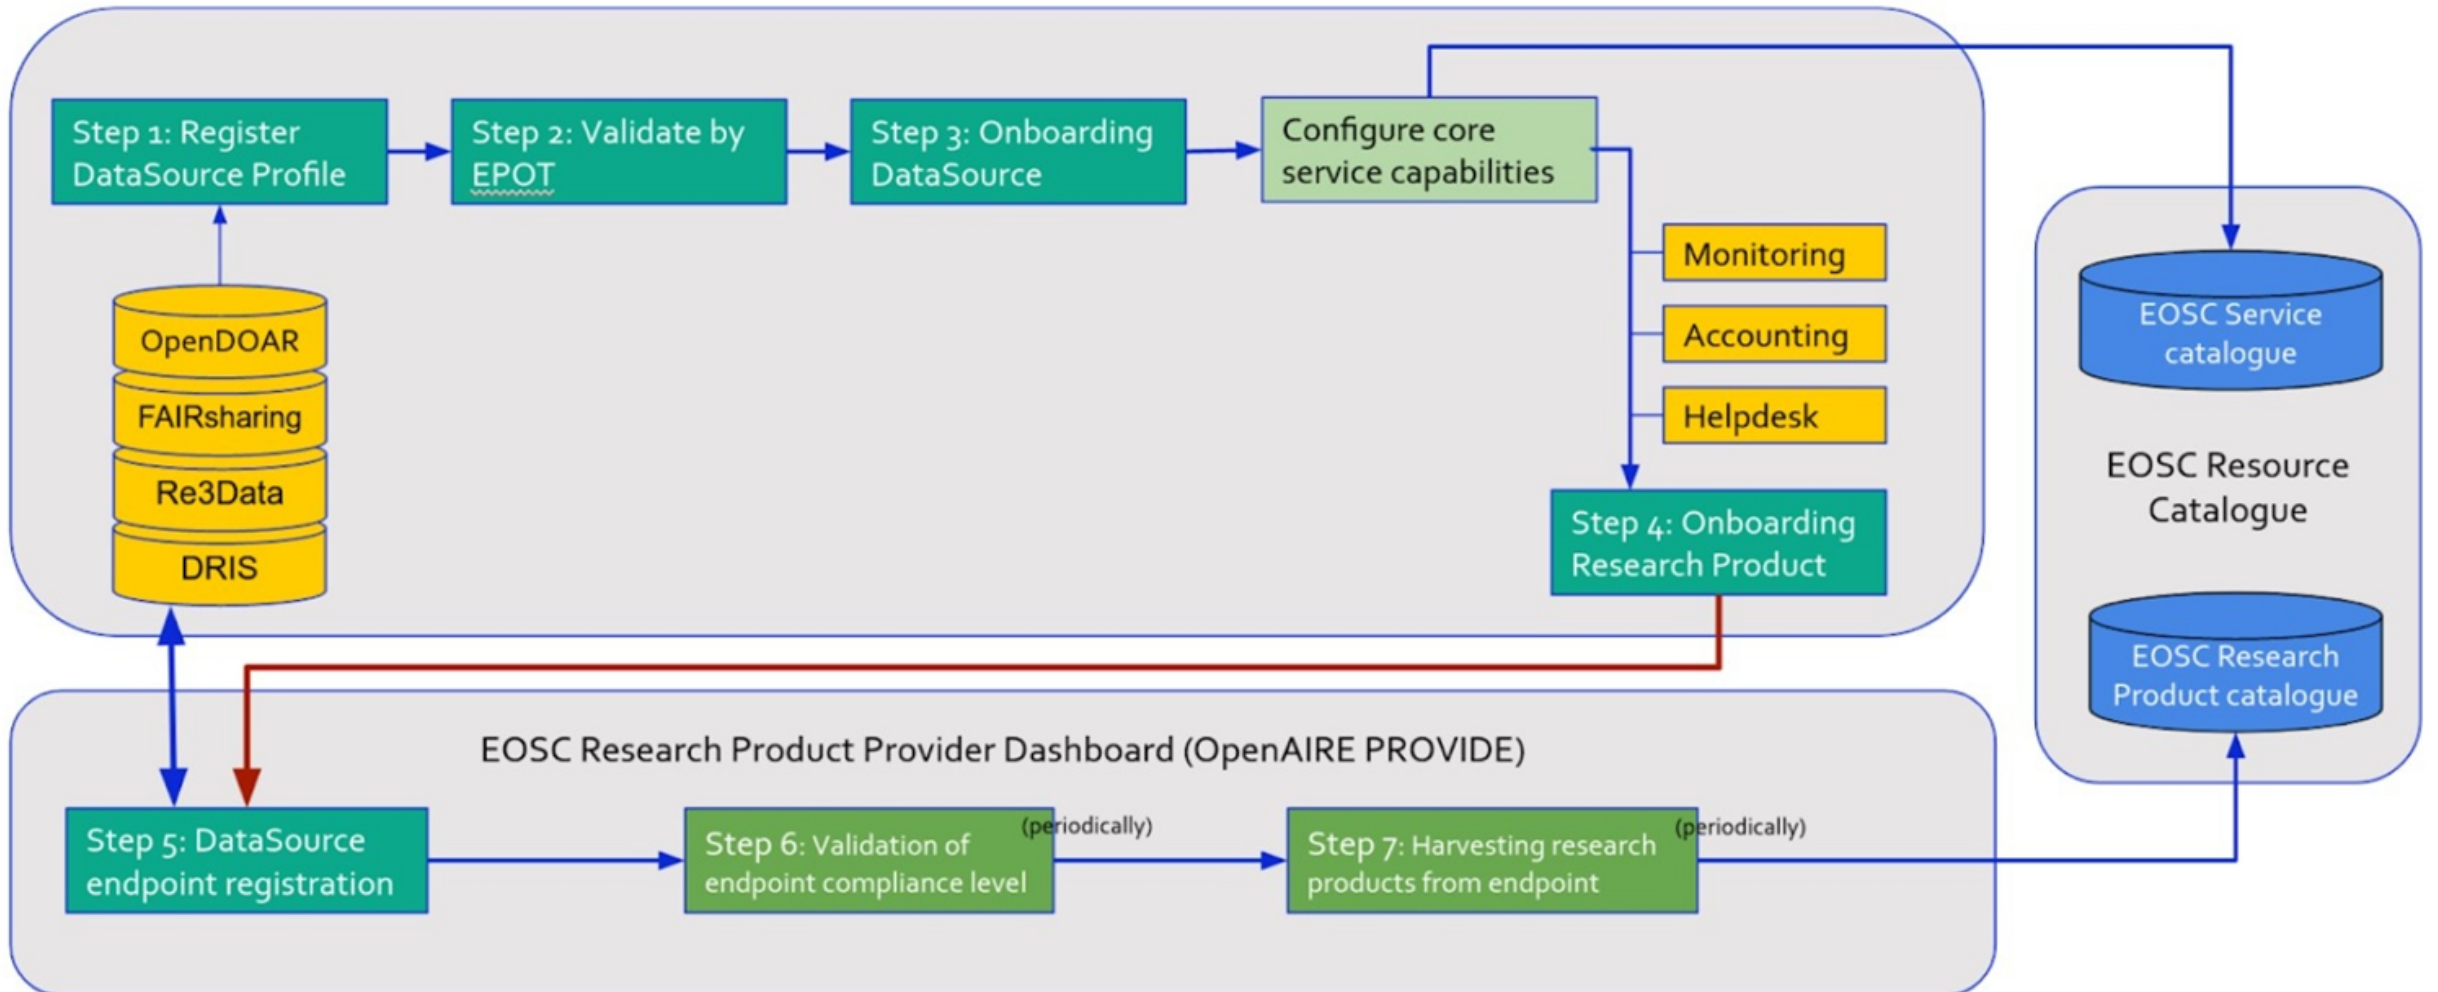 Step 1: Register
DataSource Profile
Step 2: Validate by
EPOT
Step 3: Onboarding
DataSource
Configure core
service capabilities
Monitoring
Accounting
Helpdesk
OpenDOAR
FAIRsharing
Re3Data
DRIS
Step 4: Onboarding
Research Product
EOSC Service
catalogue
EOSC Resource
Catalogue
EOSC Research
Product catalogue
EOSC Research Product Provider Dashboard (OpenAIRE PROVIDE)
Step 5: DataSource
endpoint registration
Step 6: Validation of
endpoint compliance level
(periodically)
Step 7: Harvesting research
products from endpoint
(periodically)